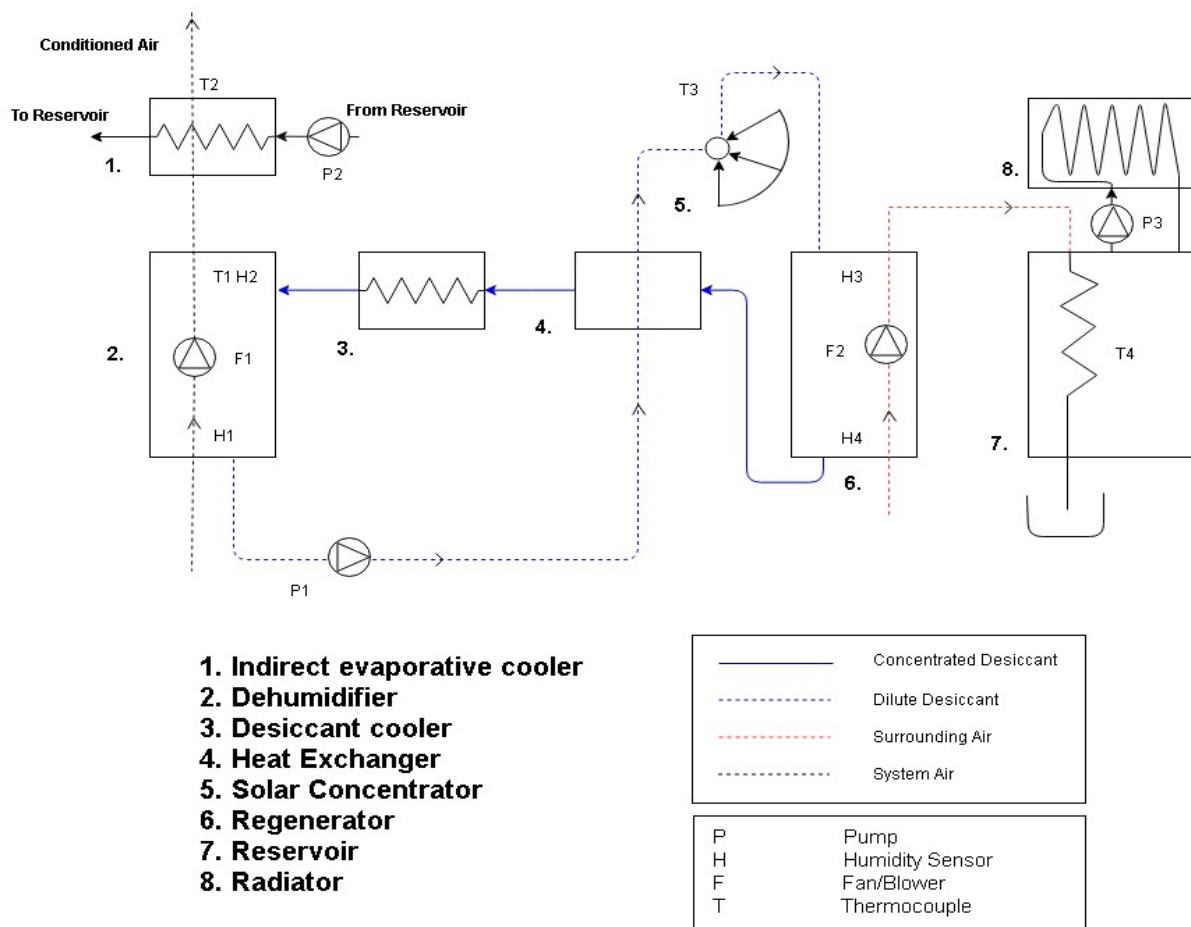 Conditioned Air
T2
To Reservoir
From Reservoir
1.
P2
T3
5.
8.
P3
T1 H2
2.
F1
H1
3.
4.
H3
F2
H4
6.
T4
7.
P1
1. Indirect evaporative cooler
2. Dehumidifier
3. Desiccant cooler
4. Heat Exchanger
5. Solar Concentrator
6. Regenerator
7. Reservoir
8. Radiator
Concentrated Desiccant
Dilute Desiccant
Surrounding Air
System Air
P Pump
H Humidity Sensor
F Fan/Blower
T Thermocouple